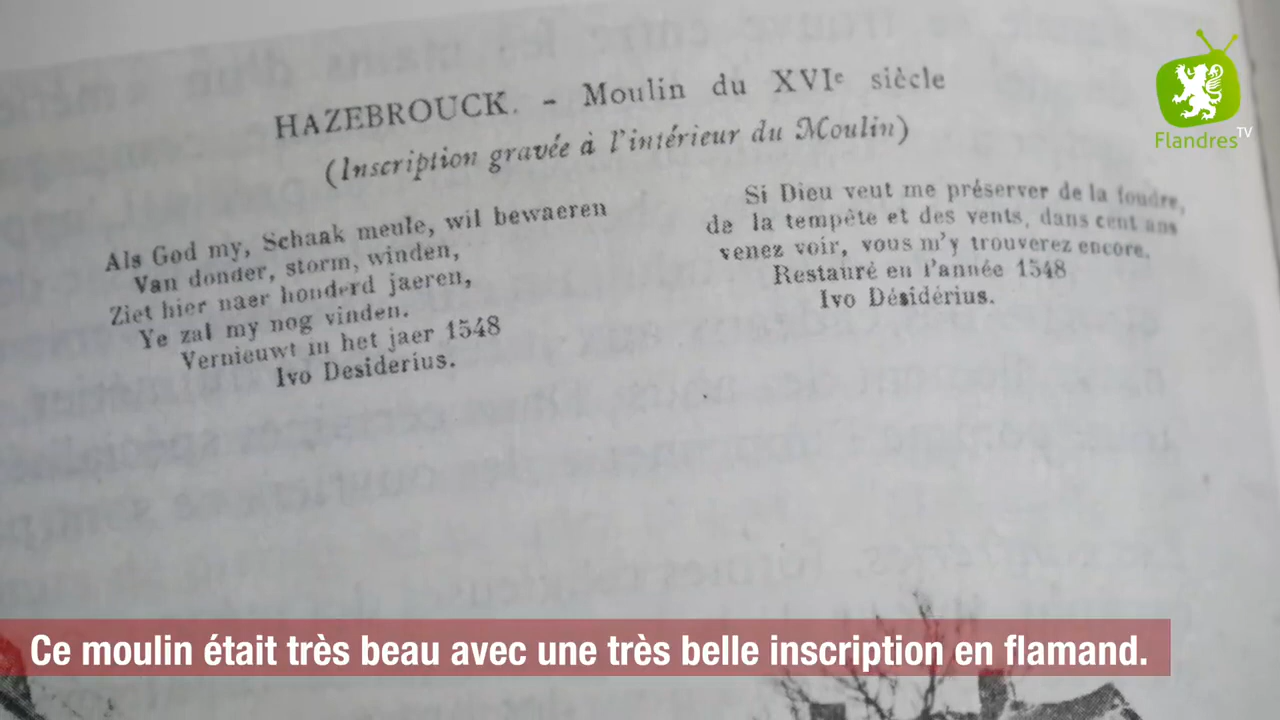 HAZEBROUCK. - Moulin du XVIe siècle
(Inscription gravée à l'intérieur du Moulin)
Als God my, Schaak meule, wil bewaeren
Van donder, storm, winden,
Ziet hier naer honderd jaeren,
Ye zal my nog vinden.
Vernieuwt in het jaer 1548
Ivo Desiderius.
Si Dieu veut me préserver de la foudre,
de la tempête et des vents, dans cent ans
venez voir, vous m'y trouverez encore.
Restauré en l'année 1548
Ivo Désidérius.
Flandres TV
Ce moulin était très beau avec une très belle inscription en flamand.